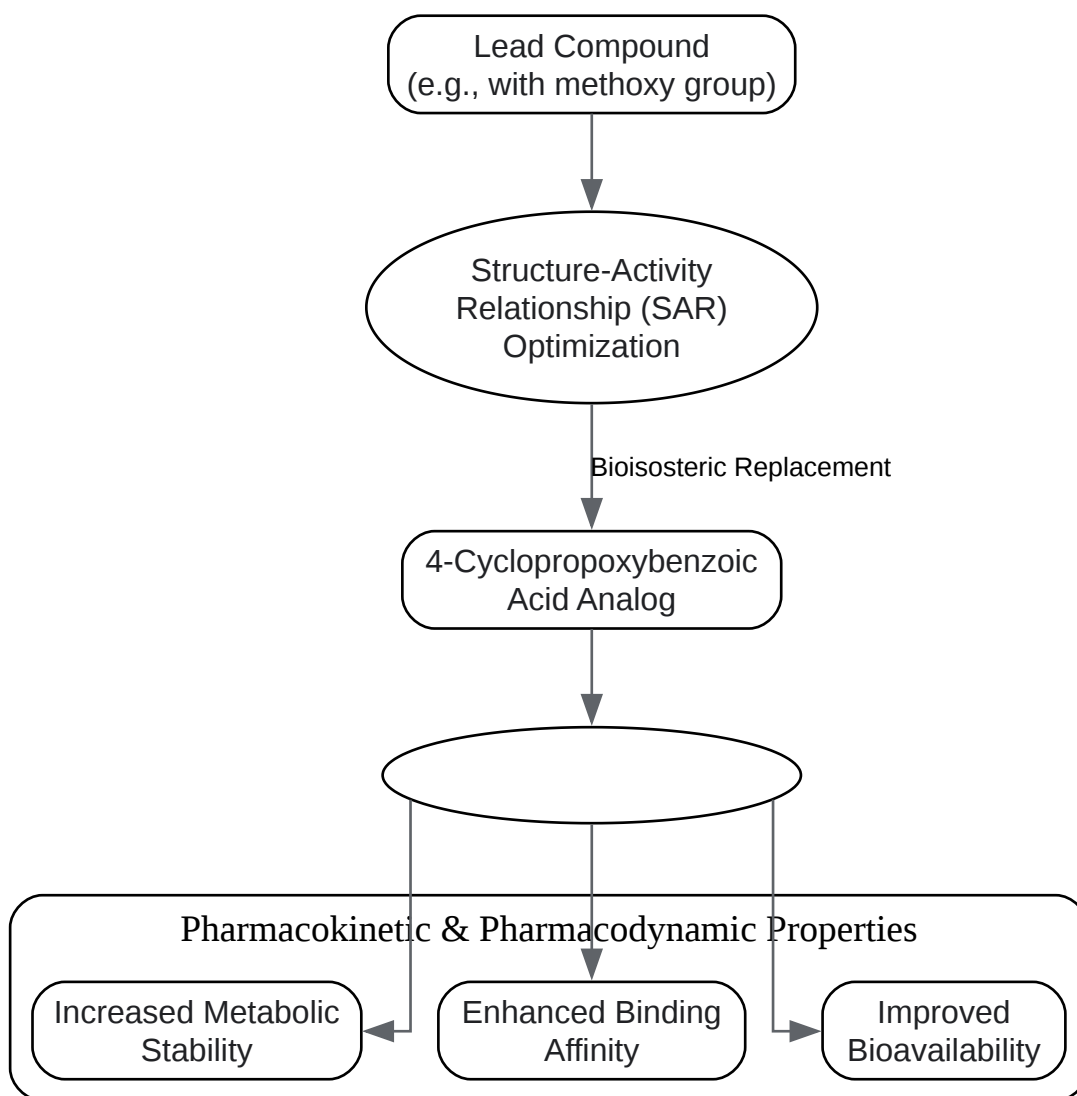 Lead Compound
(e.g., with methoxy group)
Structure-Activity
Relationship (SAR)
Optimization
Bioisosteric Replacement
4-Cyclopropoxybenzoic
Acid Analog
Pharmacokinetic & Pharmacodynamic Properties
Increased Metabolic
Stability
Enhanced Binding
Affinity
Improved
Bioavailability